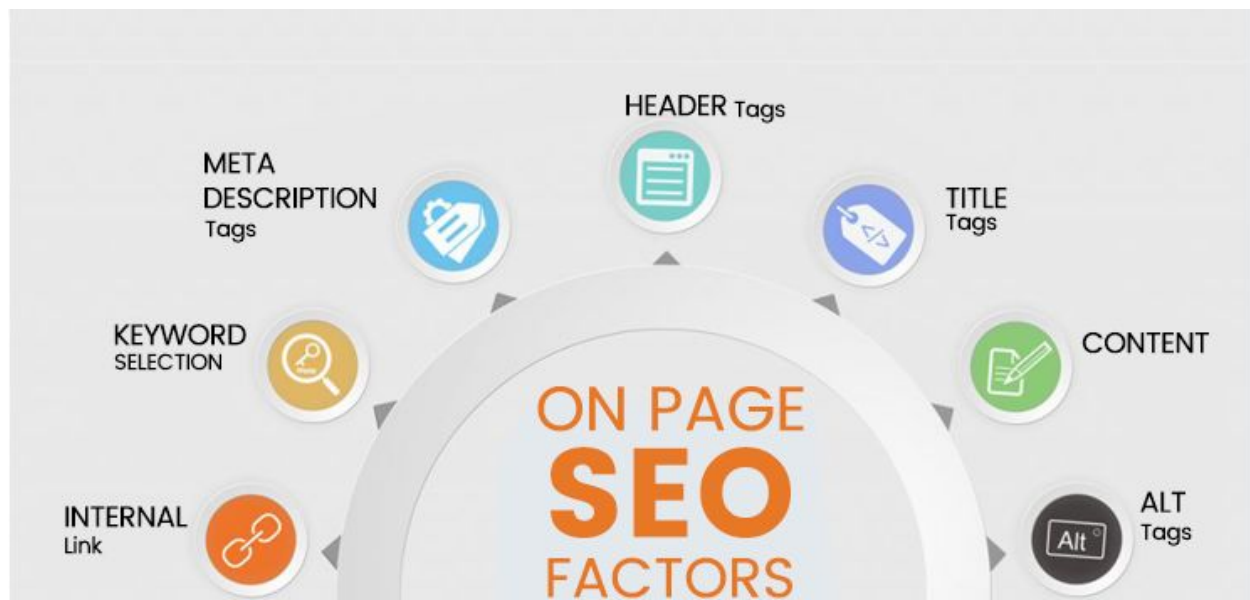 HEADER Tags
META
DESCRIPTION
Tags
TITLE
Tags
KEYWORD
SELECTION
CONTENT
ON PAGE
SEO
FACTORS
INTERNAL
Link
ALT
Tags
Alt